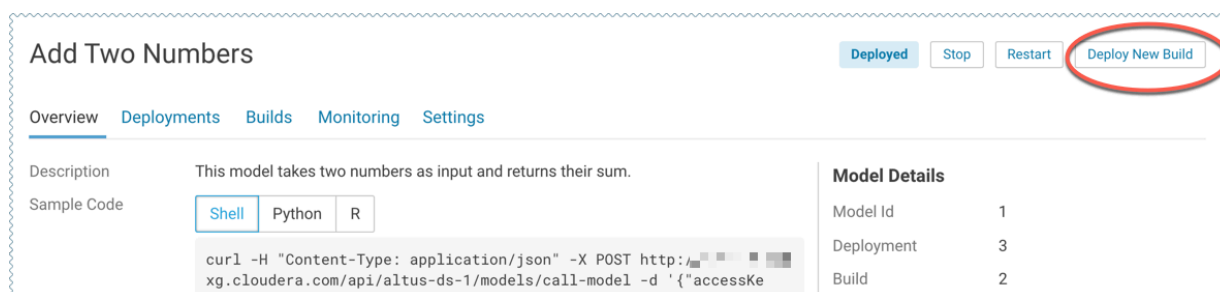 Add Two Numbers
Deployed Stop Restart Deploy New Build
Overview Deployments Builds Monitoring Settings
Description This model takes two numbers as input and returns their sum.
Sample Code
Shell Python R
curl -H "Content-Type: application/json" -X POST http:/
xg.cloudera.com/api/altus-ds-1/models/call-model -d '{"accessKe
Model Details
Model Id 1
Deployment 3
Build 2